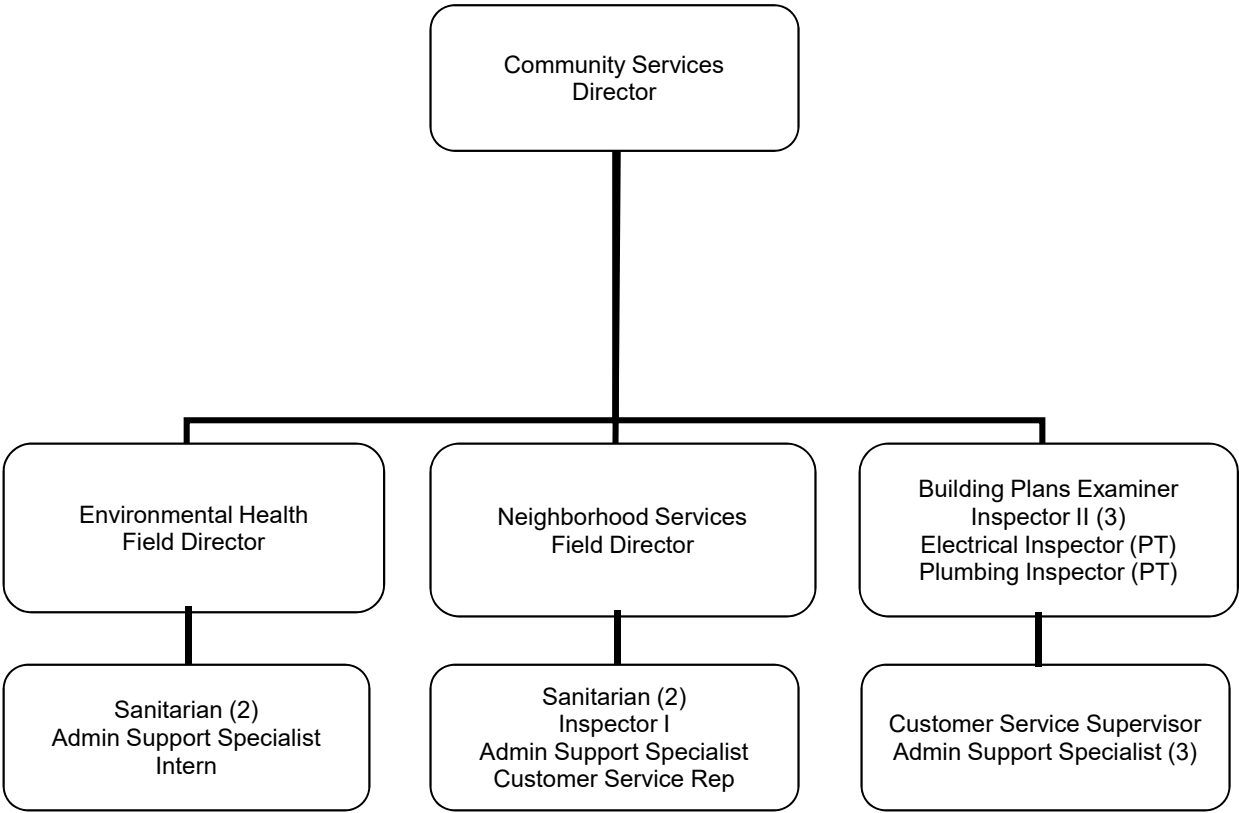 Community Services
Director
Environmental Health
Field Director
Neighborhood Services
Field Director
Building Plans Examiner
Inspector II (3)
Electrical Inspector (PT)
Plumbing Inspector (PT)
Sanitarian (2)
Admin Support Specialist
Intern
Sanitarian (2)
Inspector I
Admin Support Specialist
Customer Service Rep
Customer Service Supervisor
Admin Support Specialist (3)